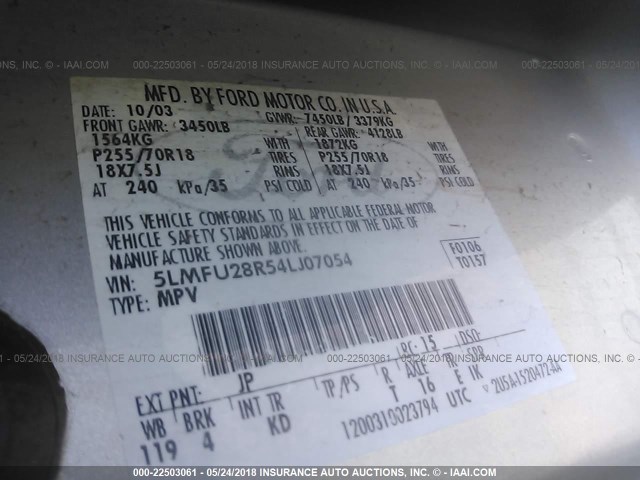 000-22503061 - 05/24/2018 INSURANCE AUTO AUCTIONS, INC. - © IAAI.COM
MFD. BY FORD MOTOR CO. IN U.S.A.
DATE: 10/03 GVWR: 7450LB / 3379KG
FRONT GAWR: 3450LB REAR GAWR: 4128LB
1564KG WITH 1872KG WITH
P255/70R18 TIRES P255/70R18 TIRES
18X7.5J RIMS 18X7.5J RIMS
AT 240 kPa/35 PSI COLD AT 240 kPa/35 PSI COLD
THIS VEHICLE CONFORMS TO ALL APPLICABLE FEDERAL MOTOR
VEHICLE SAFETY STANDARDS IN EFFECT ON THE DATE OF
MANUFACTURE SHOWN ABOVE.
F0106
VIN: 5LMFU28R54LJ07054 T0157
TYPE: MPV
RC: 15 DSO:
EXT PNT: JP
WB BRK INT TR TP/PS R AXLE TR SPR
119 4 KD T 16 E IK
1200310023794 UTC
000-22503061 - 05/24/2018 INSURANCE AUTO AUCTIONS, INC. - © IAAI.COM